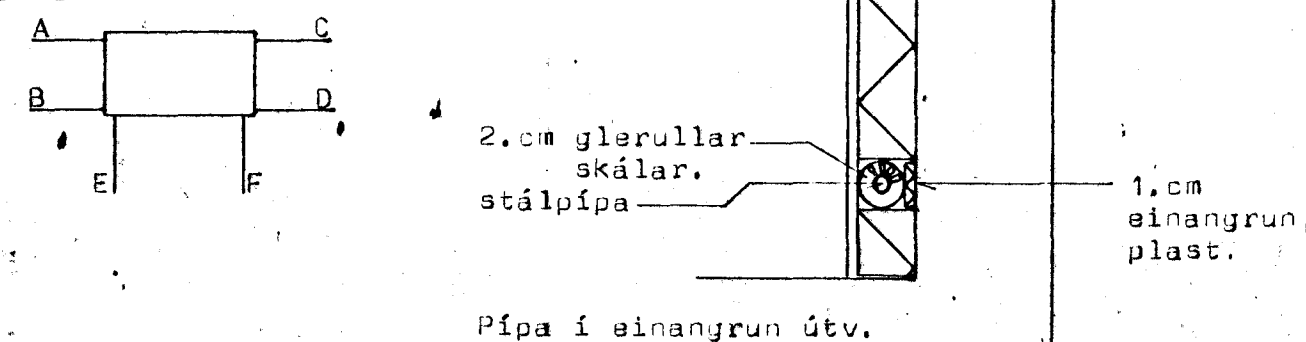 A
C
B
D
E
F
2.cm glerullar
skálar.
stálpípa
1.cm
einangrun,
plast.
Pípa í einangrun útv.